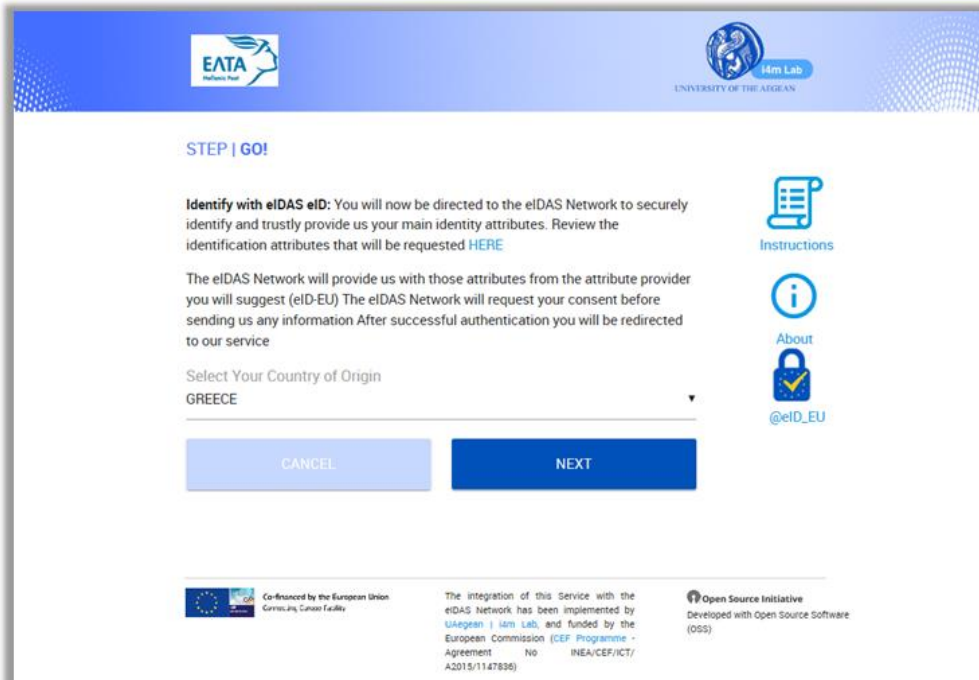 ΕΛΤΑ
Hellenic Post
i4m Lab
UNIVERSITY OF THE AEGEAN
STEP | GO!
Identify with eIDAS eID: You will now be directed to the eIDAS Network to securely
identify and trustly provide us your main identity attributes. Review the
identification attributes that will be requested HERE
The eIDAS Network will provide us with those attributes from the attribute provider
you will suggest (eID-EU) The eIDAS Network will request your consent before
sending us any information After successful authentication you will be redirected
to our service
Select Your Country of Origin
GREECE
CANCEL
NEXT
Instructions
About
@eID_EU
Co-financed by the European Union
Connecting Europe Facility
The integration of this Service with the
eIDAS Network has been implemented by
UAegean | i4m Lab, and funded by the
European Commission (CEF Programme -
Agreement No INEA/CEF/ICT/
A2015/1147836)
Open Source Initiative
Developed with Open Source Software
(OSS)